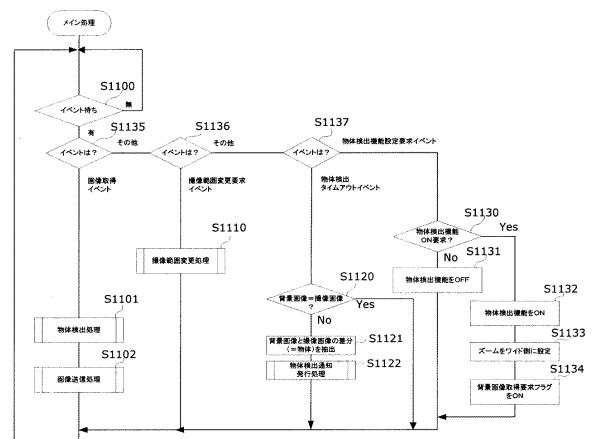 メイン処理
S1100
イベント待ち
無
有
S1135
イベントは?
その他
画像取得
イベント
S1136
イベントは?
その他
撮像範囲変更要求
イベント
S1137
イベントは?
物体検出機能設定要求イベント
物体検出
タイムアウトイベント
S1110
撮像範囲変更処理
S1130
物体検出機能
ON要求?
Yes
No
S1131
物体検出機能をOFF
S1120
背景画像=撮像画像
?
Yes
No
S1132
物体検出機能をON
S1101
物体検出処理
S1121
背景画像と撮像画像の差分
(=物体)を抽出
S1133
ズームをワイド側に設定
S1102
画像送信処理
S1122
物体検出通知
発行処理
S1134
背景画像取得要求フラグ
をON